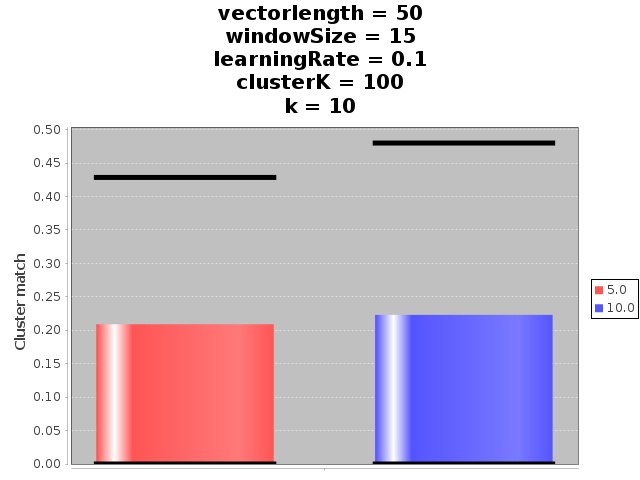 vectorlength = 50
windowSize = 15
learningRate = 0.1
clusterK = 100
k = 10
0.50
0.45
0.40
0.35
0.30
0.25
0.20
0.15
0.10
0.05
0.00
Cluster match
5.0
10.0